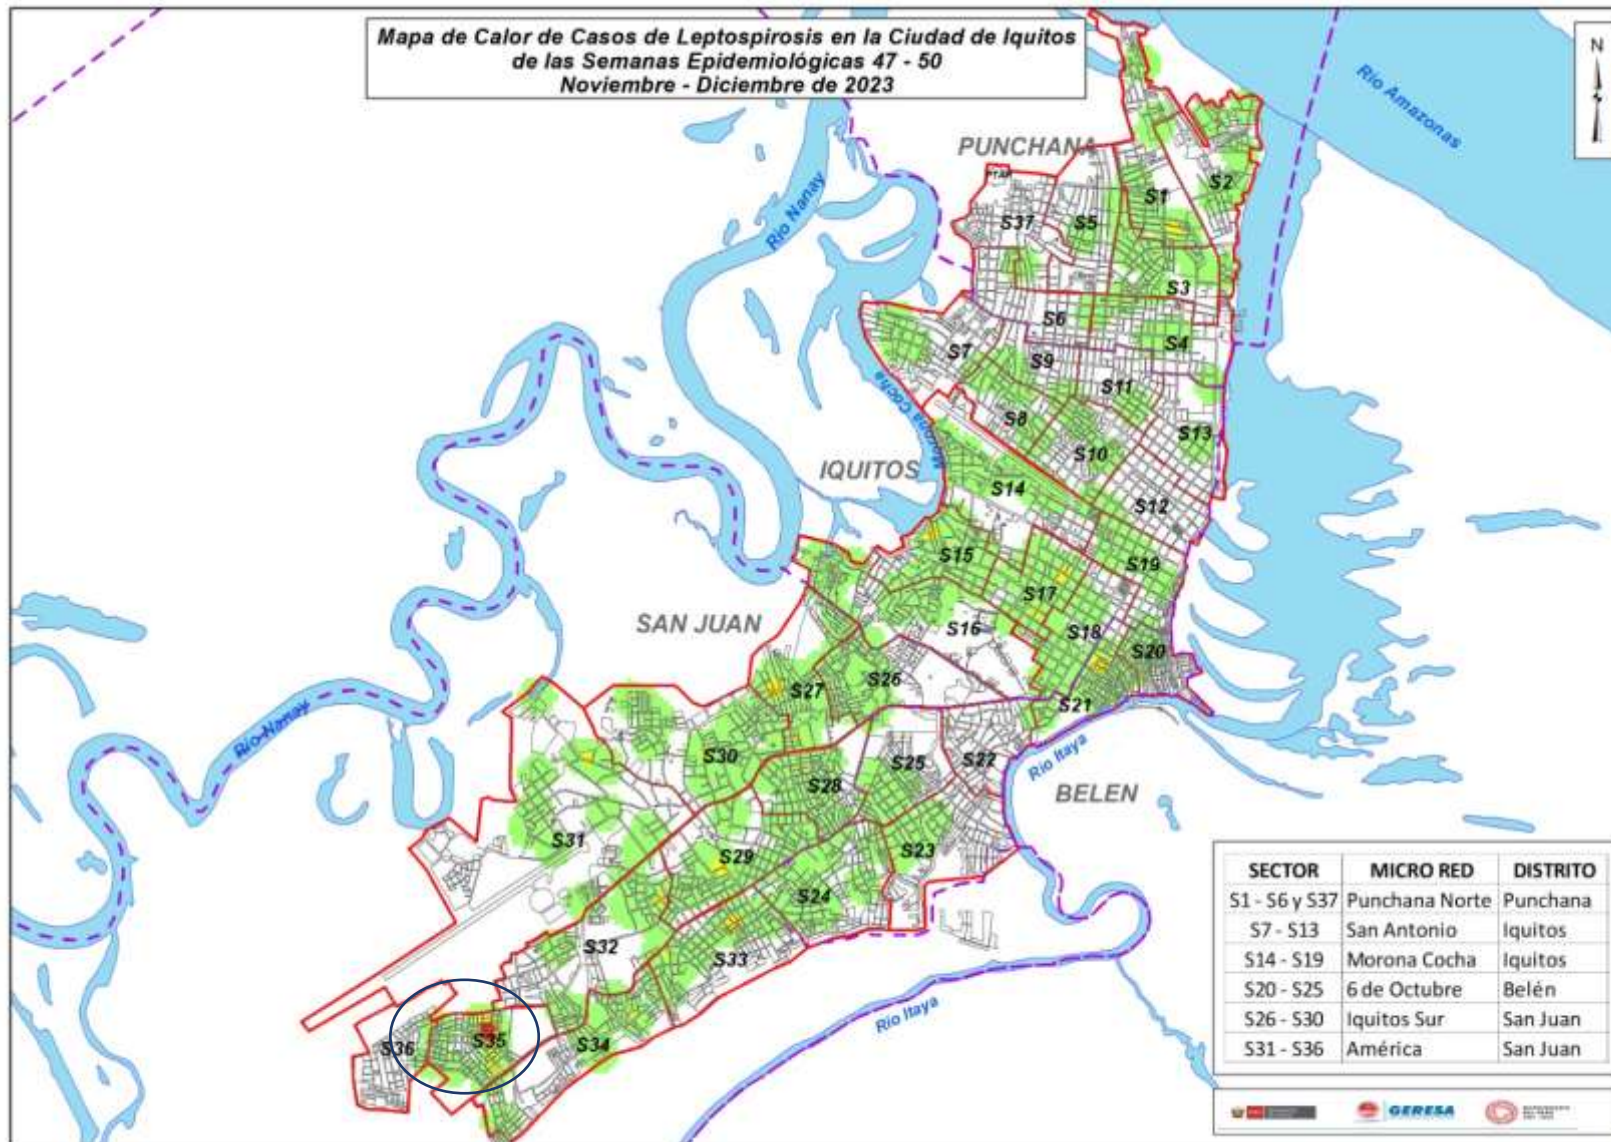 Mapa de Calor de Casos de Leptospirosis en la Ciudad de Iquitos
de las Semanas Epidemiológicas 47 - 50
Noviembre - Diciembre de 2023
N
Río Amazonas
PUNCHANA
Río Nanay
S1
S2
S37
S5
S3
S6
S4
S7
S9
S11
Morona Cocha
S8
S13
S10
IQUITOS
S14
S12
S15
S19
S17
SAN JUAN
S16
S18
S20
S26
S27
S21
Río Nanay
S30
S25
S22
Río Itaya
S28
BELEN
S31
S29
S23
S24
S32
S33
Río Itaya
S36
S35
S34
SECTOR MICRO RED DISTRITO
S1 - S6 y S37 Punchana Norte Punchana
S7 - S13 San Antonio Iquitos
S14 - S19 Morona Cocha Iquitos
S20 - S25 6 de Octubre Belén
S26 - S30 Iquitos Sur San Juan
S31 - S36 América San Juan
GERESA